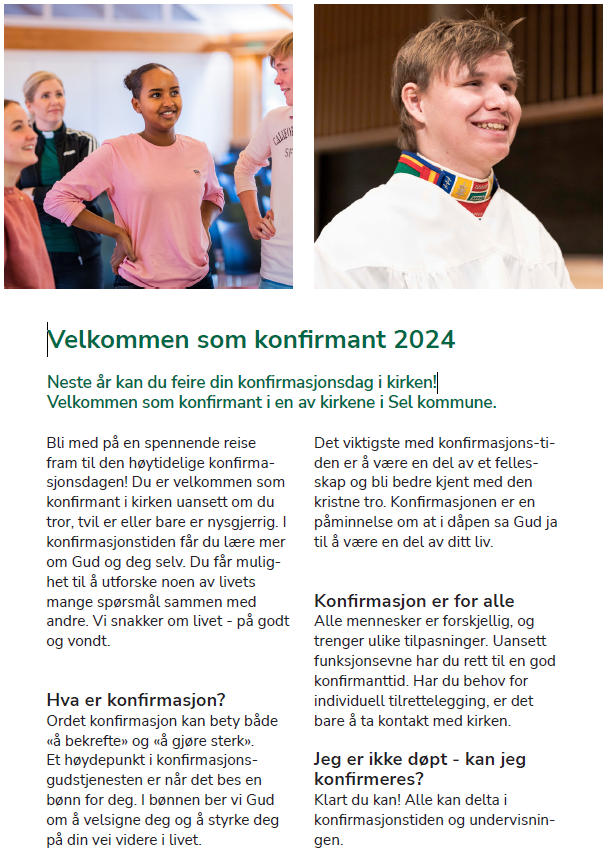 Velkommen som konfirmant 2024
Neste år kan du feire din konfirmasjonsdag i kirken!
Velkommen som konfirmant i en av kirkene i Sel kommune.
Bli med på en spennende reise
fram til den høytidelige konfirma-
sjonsdagen! Du er velkommen som
konfirmant i kirken uansett om du
tror, tvil er eller bare er nysgjerrig. I
konfirmasjonstiden får du lære mer
om Gud og deg selv. Du får mulig-
het til å utforske noen av livets
mange spørsmål sammen med
andre. Vi snakker om livet - på godt
og vondt.
Hva er konfirmasjon?
Ordet konfirmasjon kan bety både
«å bekrefte» og «å gjøre sterk».
Et høydepunkt i konfirmasjons-
gudstjenesten er når det bes en
bønn for deg. I bønnen ber vi Gud
om å velsigne deg og å styrke deg
på din vei videre i livet.
Det viktigste med konfirmasjons-ti-
den er å være en del av et felles-
skap og bli bedre kjent med den
kristne tro. Konfirmasjonen er en
påminnelse om at i dåpen sa Gud ja
til å være en del av ditt liv.
Konfirmasjon er for alle
Alle mennesker er forskjellig, og
trenger ulike tilpasninger. Uansett
funksjonsevne har du rett til en god
konfirmanttid. Har du behov for
individuell tilrettelegging, er det
bare å ta kontakt med kirken.
Jeg er ikke døpt - kan jeg
konfirmeres?
Klart du kan! Alle kan delta i
konfirmasjonstiden og undervisnin-
gen.